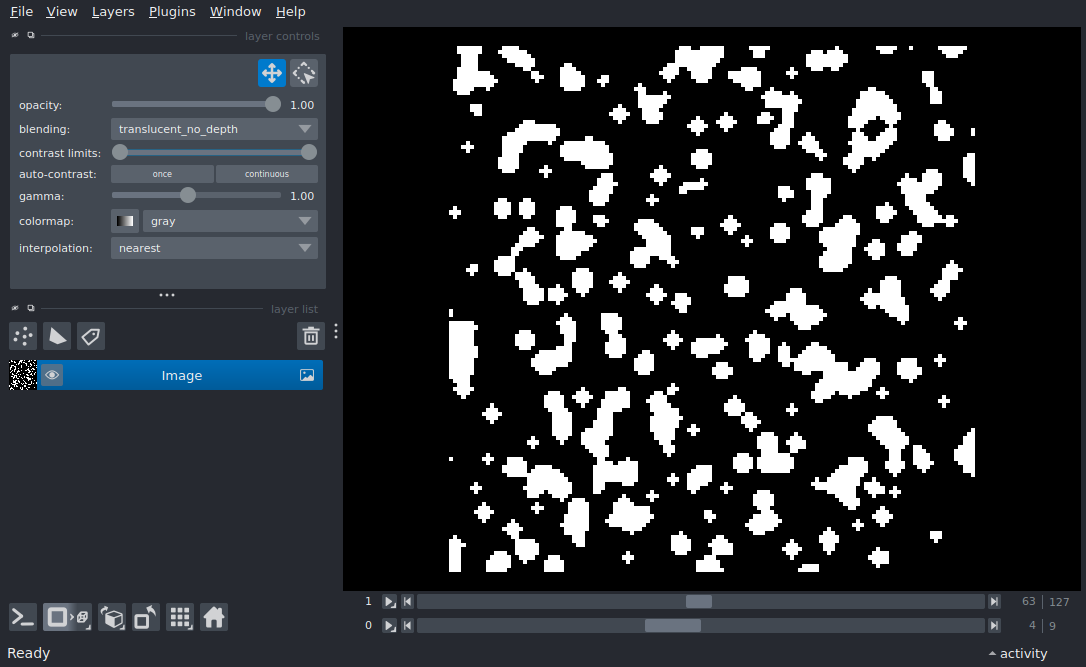 File View Layers Plugins Window Help
layer controls
opacity: 1.00
blending: translucent_no_depth
contrast limits:
auto-contrast: once continuous
gamma: 1.00
colormap: gray
interpolation: nearest
layer list
Image
1 63 127
0 4 9
Ready activity